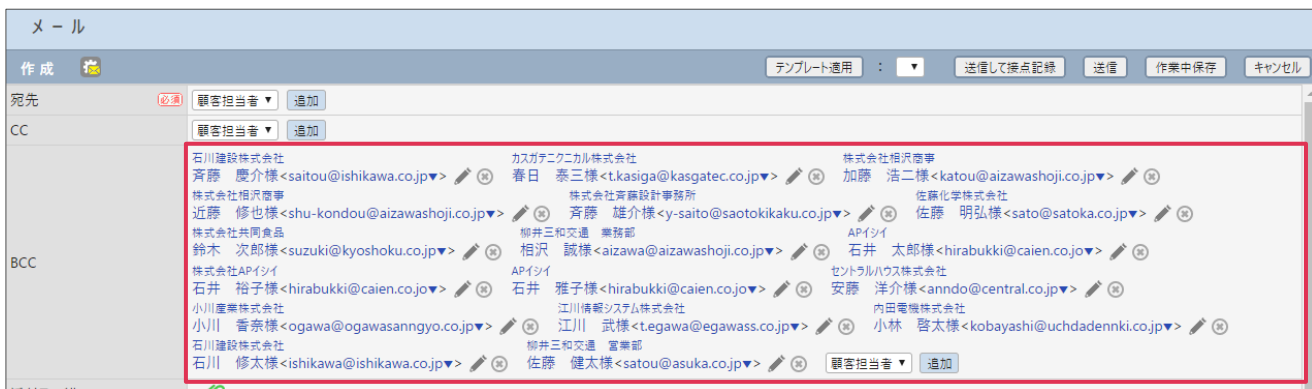 メール
作成 テンプレート適用 : ▼ 送信して接点記録 送信 作業中保存 キャンセル
宛先 必須 顧客担当者▼ 追加
CC 顧客担当者▼ 追加
BCC
石川建設株式会社 カスガテクニカル株式会社 株式会社相沢商事
斉藤 慶介様<saitou@ishikawa.co.jp▼> 春日 泰三様<t.kasiga@kasgatec.co.jp▼> 加藤 浩二様<katou@aizawashoji.co.jp▼>
株式会社相沢商事 株式会社斉藤設計事務所 佐藤化学株式会社
近藤 修也様<shu-kondou@aizawashoji.co.jp▼> 斉藤 雄介様<y-saito@saotokikaku.co.jp▼> 佐藤 明弘様<sato@satoka.co.jp▼>
株式会社共同食品 柳井三和交通 業務部 APイシイ
鈴木 次郎様<suzuki@kyoshoku.co.jp▼> 相沢 誠様<aizawa@aizawashoji.co.jp▼> 石井 太郎様<hirabukki@caien.co.jo▼>
株式会社APイシイ APイシイ セントラルハウス株式会社
石井 裕子様<hirabukki@caien.co.jo▼> 石井 雅子様<hirabukki@caien.co.jo▼> 安藤 洋介様<anndo@central.co.jp▼>
小川産業株式会社 江川情報システム株式会社 内田電機株式会社
小川 香奈様<ogawa@ogawasanngyo.co.jp▼> 江川 武様<t.egawa@egawass.co.jp▼> 小林 啓太様<kobayashi@uchdadennki.co.jp▼>
石川建設株式会社 柳井三和交通 営業部
石川 修太様<ishikawa@ishikawa.co.jp▼> 佐藤 健太様<satou@asuka.co.jp▼> 顧客担当者▼ 追加